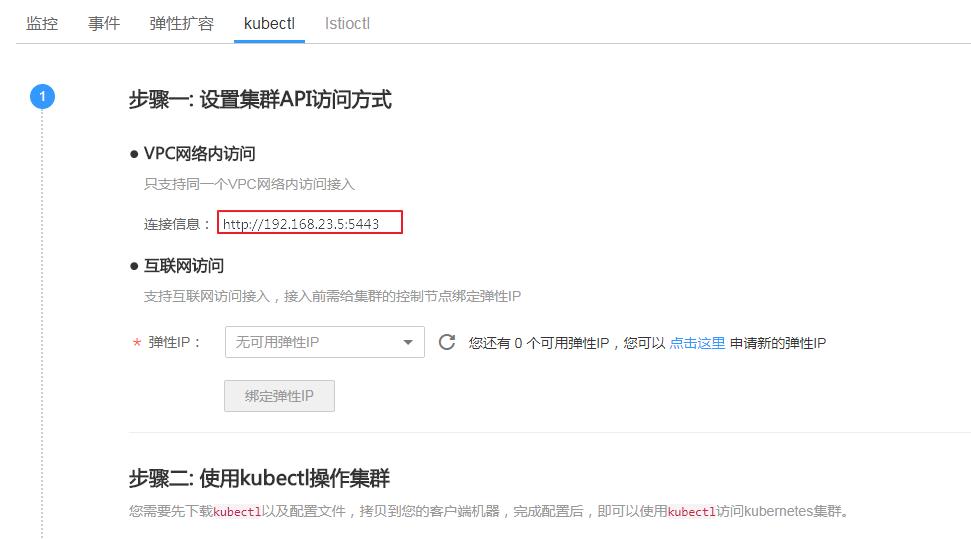 监控 事件 弹性扩容 kubectl Istioctl
1
步骤一: 设置集群API访问方式
● VPC网络内访问
只支持同一个VPC网络内访问接入
连接信息： http://192.168.23.5:5443
● 互联网访问
支持互联网访问接入，接入前需给集群的控制节点绑定弹性IP
* 弹性IP： 无可用弹性IP 您还有 0 个可用弹性IP，您可以 点击这里 申请新的弹性IP
绑定弹性IP
步骤二: 使用kubectl操作集群
您需要先下载kubectl以及配置文件，拷贝到您的客户端机器，完成配置后，即可以使用kubectl访问kubernetes集群。